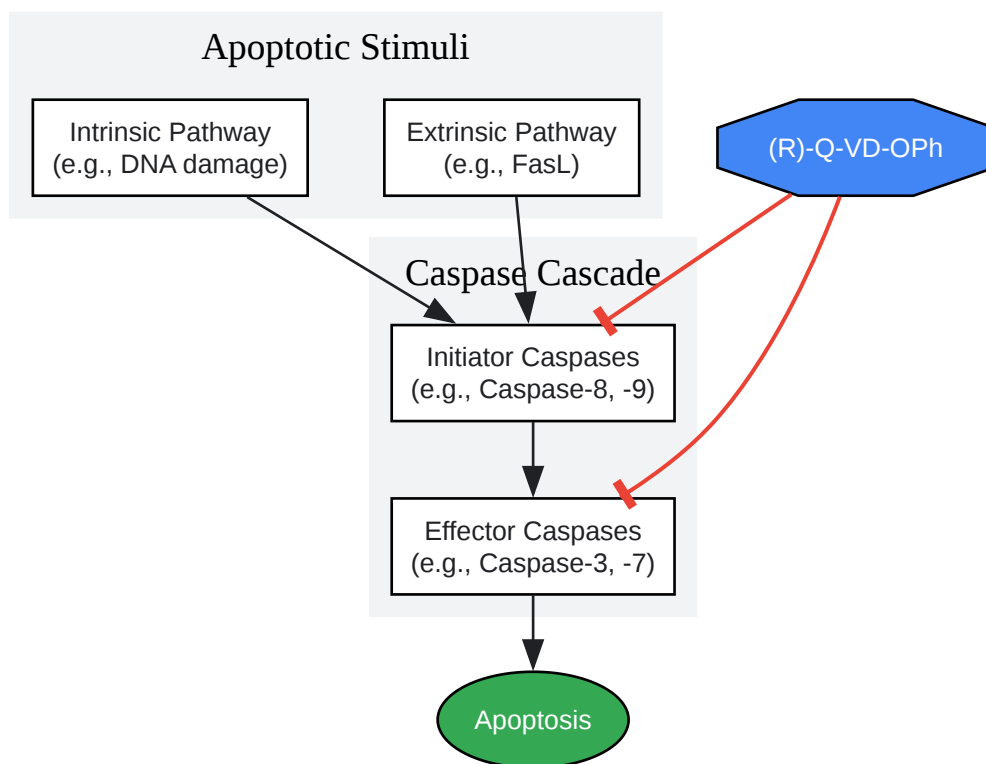 Apoptotic Stimuli
Intrinsic Pathway
(e.g., DNA damage)
Extrinsic Pathway
(e.g., FasL)
(R)-Q-VD-OPh
Caspase Cascade
Initiator Caspases
(e.g., Caspase-8, -9)
Effector Caspases
(e.g., Caspase-3, -7)
Apoptosis